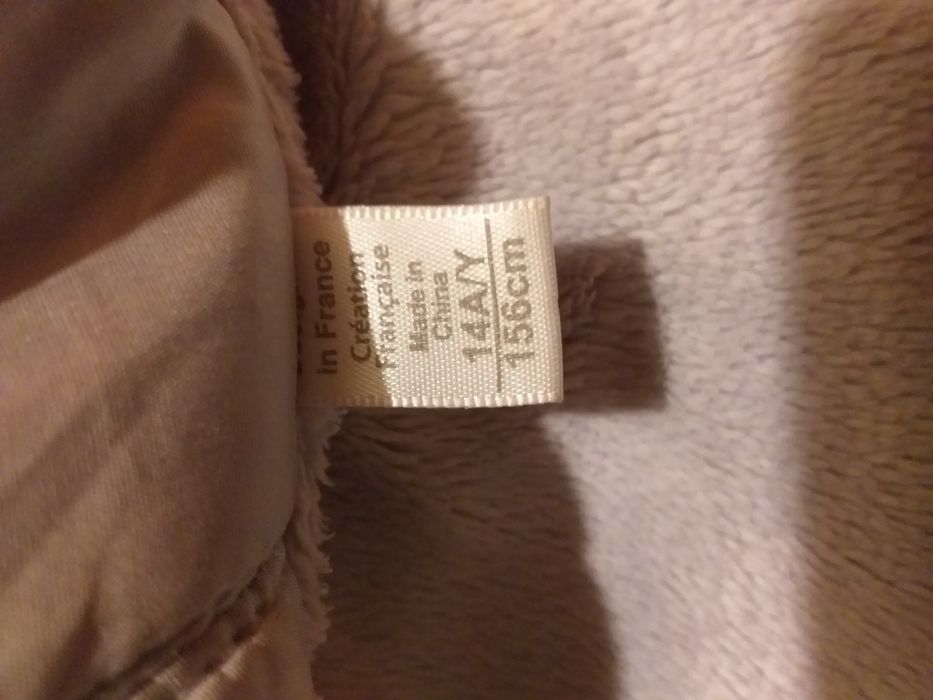 in France
Création
Française
Made in
China
14A/Y
156cm